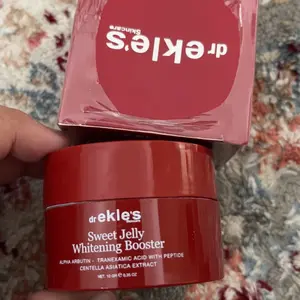 dr ekle's
Skincare
dr ekle's
Sweet Jelly
Whitening Booster
ALPHA ARBUTIN - TRANEXAMIC ACID WITH PEPTIDE
CENTELLA ASIATICA EXTRACT